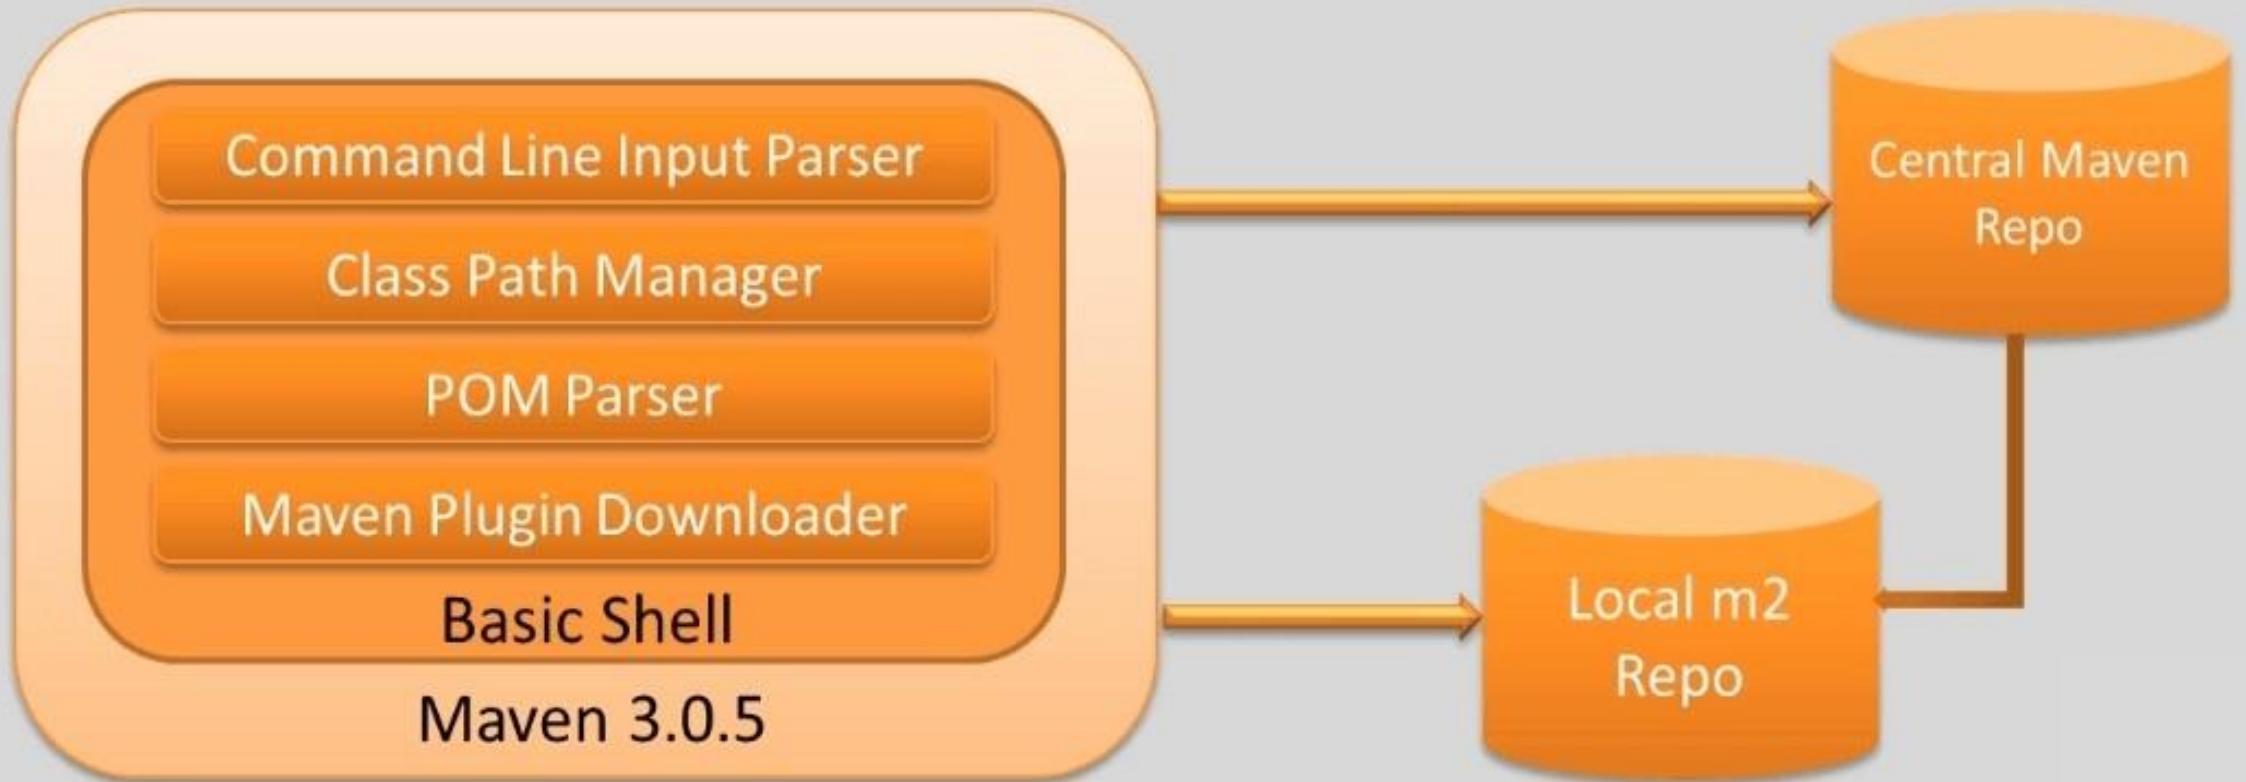 Command Line Input Parser
Class Path Manager
POM Parser
Maven Plugin Downloader
Basic Shell
Maven 3.0.5
Central Maven
Repo
Local m2
Repo